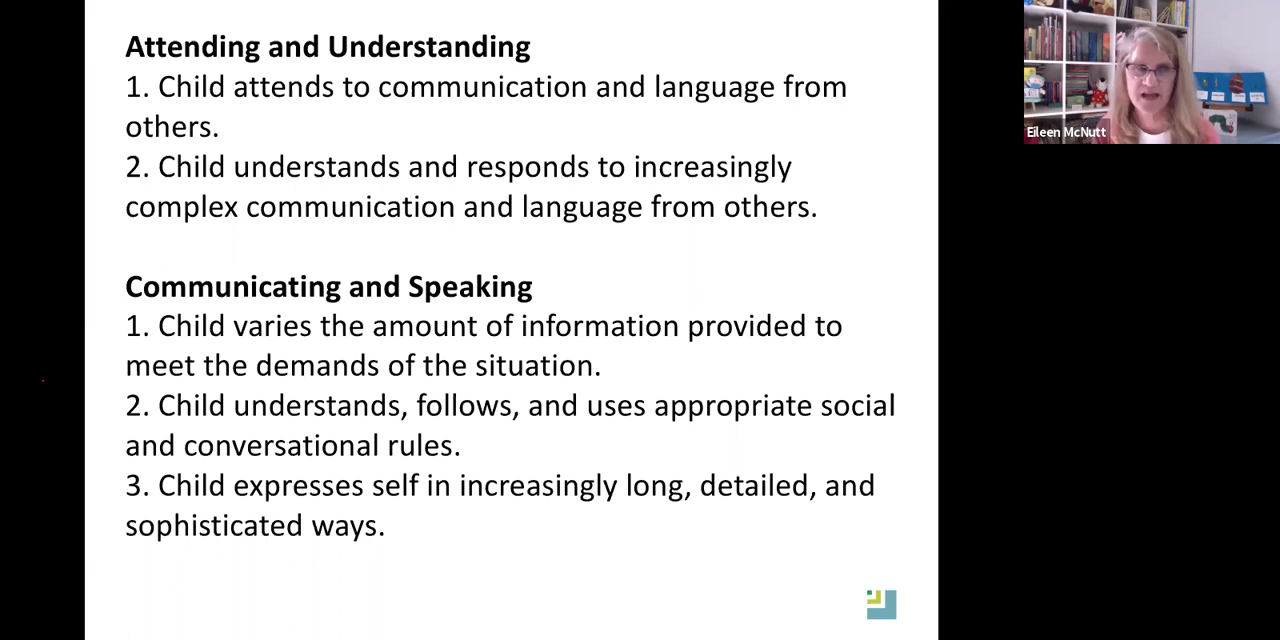 Attending and Understanding
1. Child attends to communication and language from
others.
2. Child understands and responds to increasingly
complex communication and language from others.
Communicating and Speaking
1. Child varies the amount of information provided to
meet the demands of the situation.
2. Child understands, follows, and uses appropriate social
and conversational rules.
3. Child expresses self in increasingly long, detailed, and
sophisticated ways.
Eileen McNutt